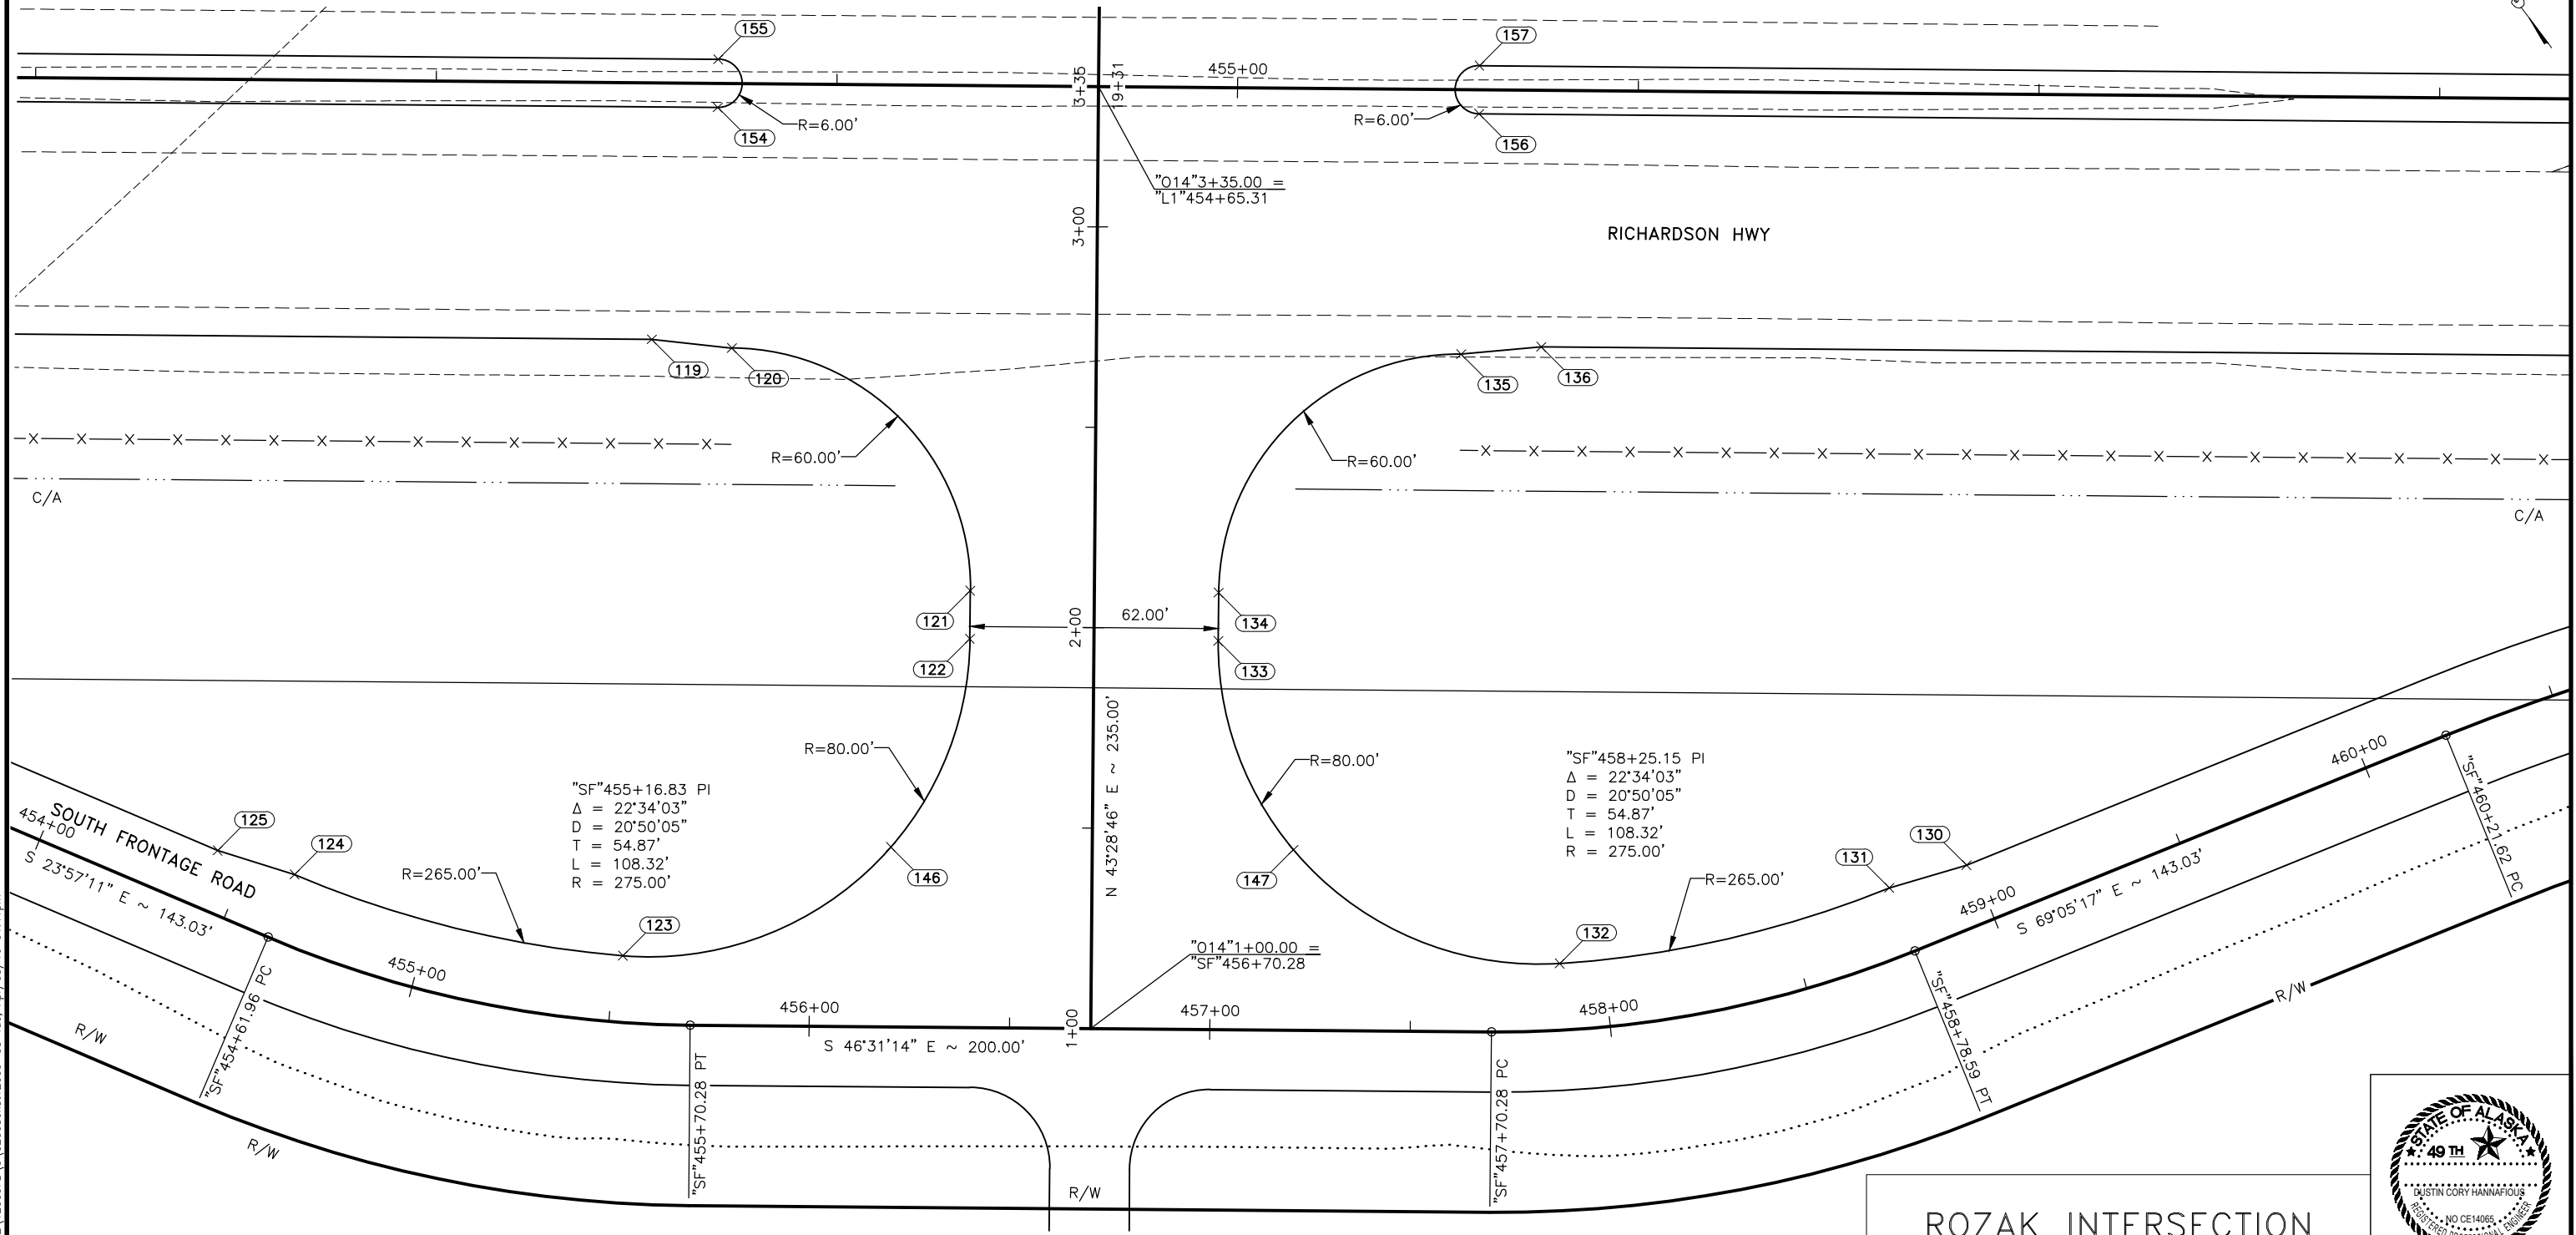 155
157
455+00
3+35
19+31
R=6.00'
R=6.00'
154
156
"O14"3+35.00 =
"L1"454+65.31
3+00
RICHARDSON HWY
119
120
135
136
R=60.00'
R=60.00'
C/A
C/A
121
134
62.00'
2+00
122
133
N 43°28'46" E ~ 235.00'
R=80.00'
R=80.00'
"SF"455+16.83 PI
Δ = 22°34'03"
D = 20°50'05"
T = 54.87'
L = 108.32'
R = 275.00'
"SF"458+25.15 PI
Δ = 22°34'03"
D = 20°50'05"
T = 54.87'
L = 108.32'
R = 275.00'
460+00
"SF"460+21.62 PC
454+00
SOUTH FRONTAGE ROAD
125
124
S 23°57'11" E ~ 143.03'
R=265.00'
146
147
131
130
R=265.00'
459+00
S 69°05'17" E ~ 143.03'
123
132
"O14"1+00.00 =
"SF"456+70.28
455+00
456+00
457+00
458+00
1+00
S 46°31'14" E ~ 200.00'
"SF"454+61.96 PC
"SF"455+70.28 PT
"SF"457+70.28 PC
"SF"458+78.59 PT
R/W
R/W
R/W
R/W
ROZAK INTERSECTION
STATE OF ALASKA
49 TH
DUSTIN CORY HANNAFIOUS
NO CE14065
REGISTERED PROFESSIONAL ENGINEER